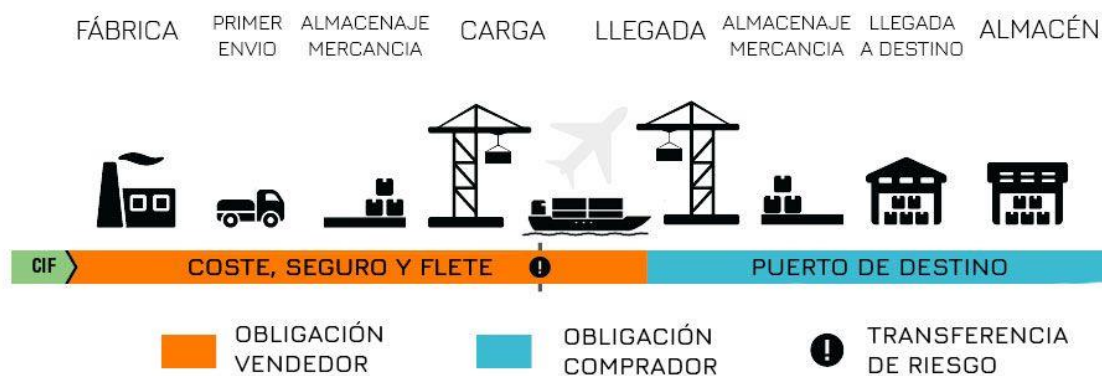 FÁBRICA
PRIMER
ENVIO
ALMACENAJE
MERCANCIA
CARGA
LLEGADA
ALMACENAJE
MERCANCIA
LLEGADA
A DESTINO
ALMACÉN
CIF
COSTE, SEGURO Y FLETE
!
PUERTO DE DESTINO
OBLIGACIÓN
VENDEDOR
OBLIGACIÓN
COMPRADOR
!
TRANSFERENCIA
DE RIESGO